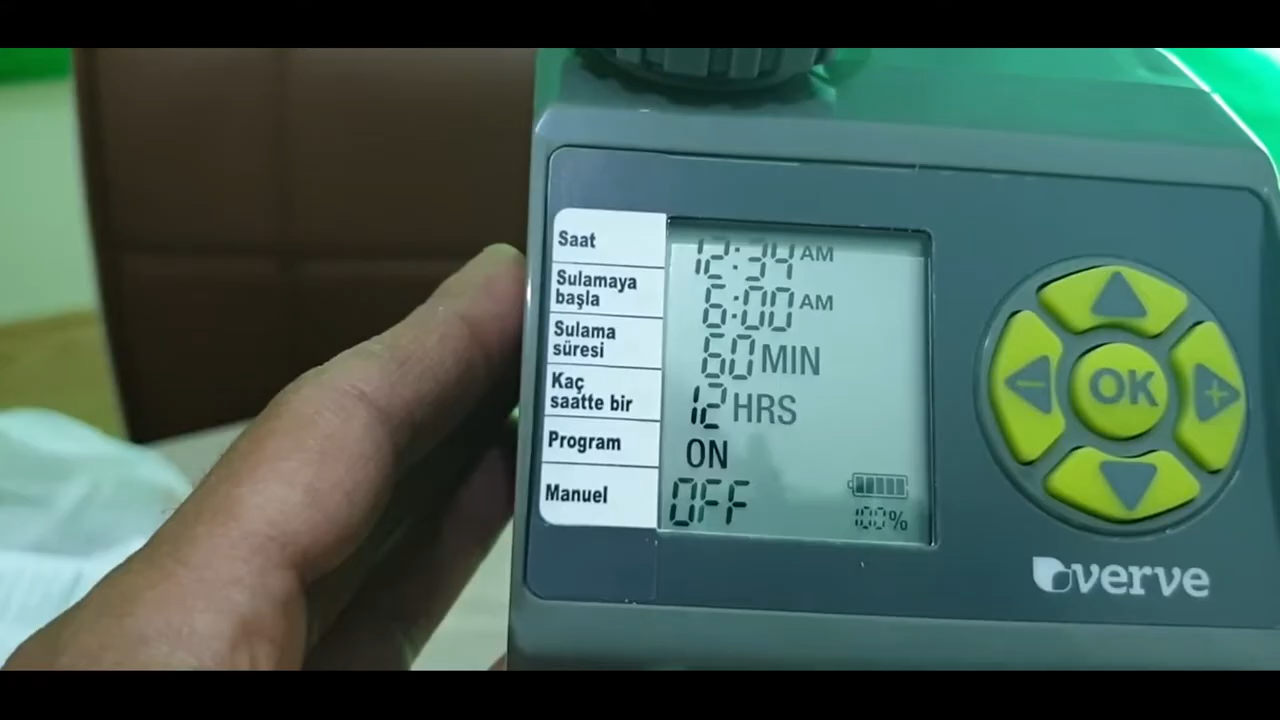 Saat 12:34 AM
Sulamaya
başla 6:00 AM
Sulama
süresi 60 MIN
Kaç
saatte bir 12 HRS
Program ON
Manuel OFF
100%
OK
verve